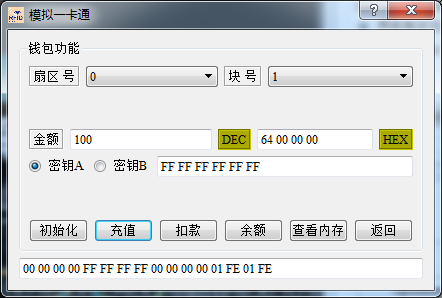 RFID 模拟一卡通
钱包功能
扇区号 0 块号 1
金额 100 DEC 64 00 00 00 HEX
密钥A 密钥B FF FF FF FF FF FF
初始化 充值 扣款 余额 查看内存 返回
00 00 00 00 FF FF FF FF 00 00 00 00 01 FE 01 FE